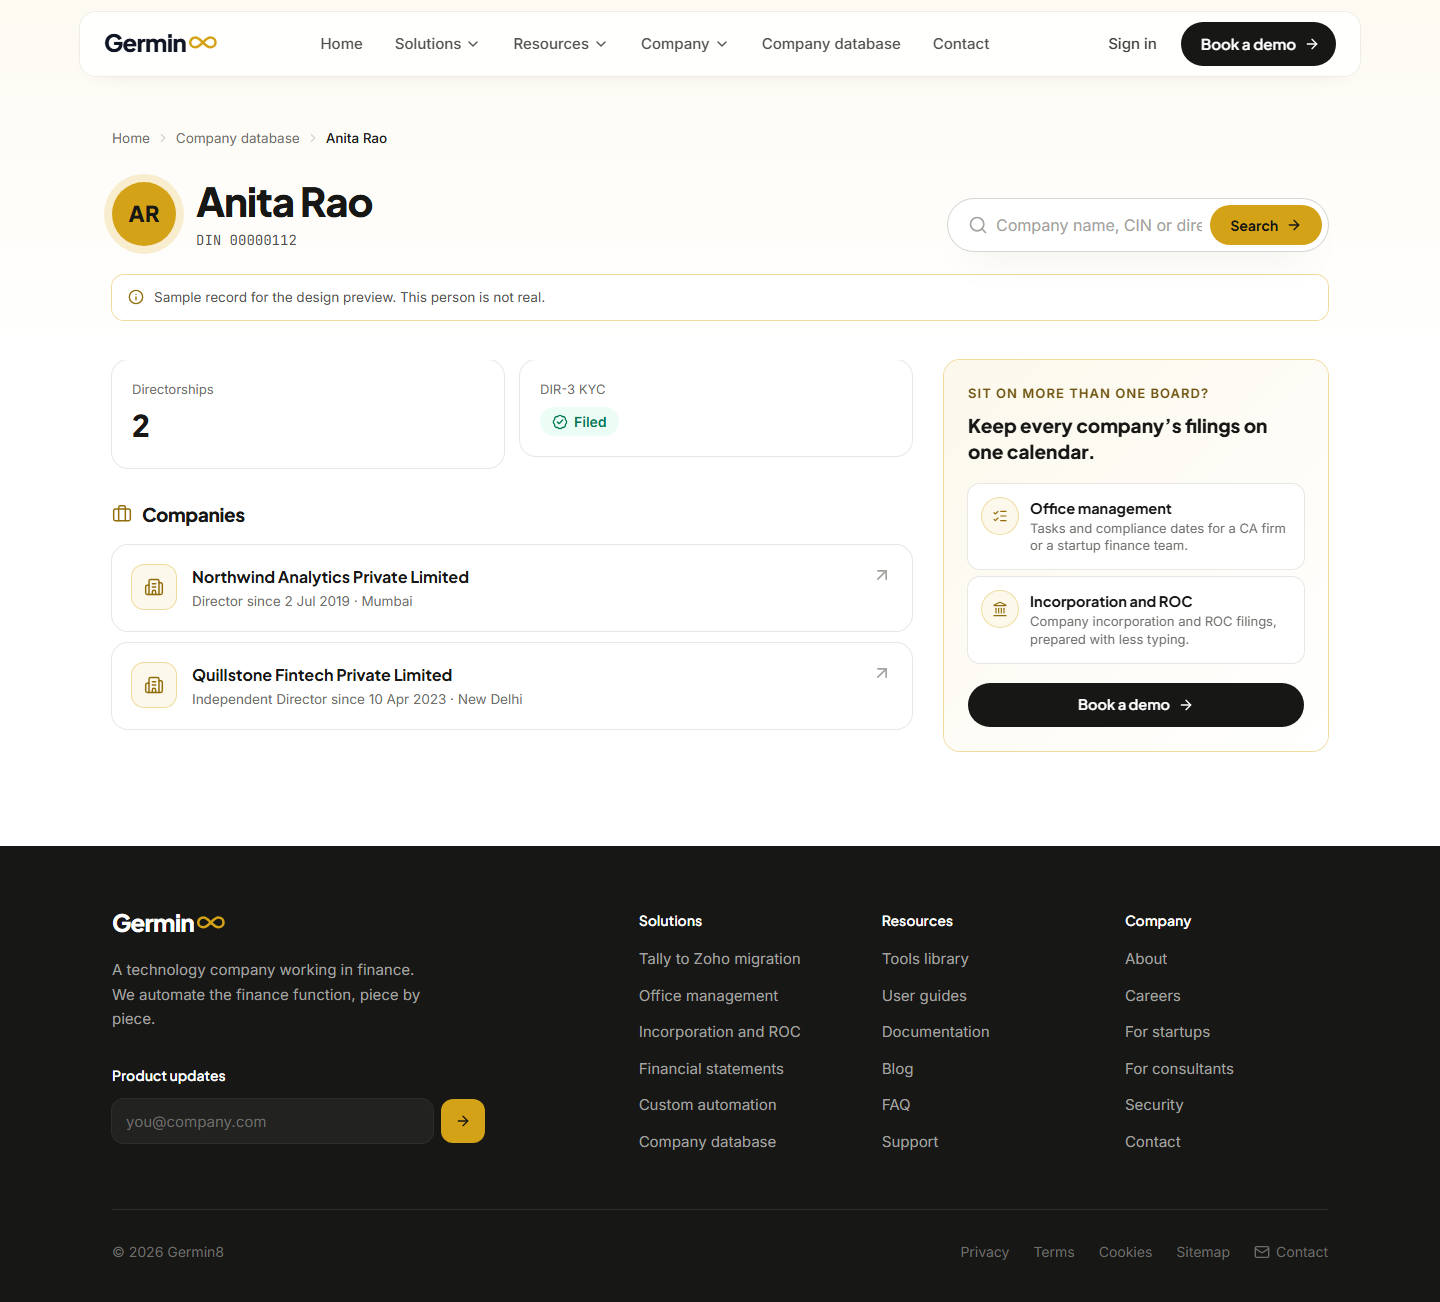 Germin
Home
Solutions
Resources
Company
Company database
Contact
Sign in
Book a demo
Home
Company database
Anita Rao
AR
Anita Rao
DIN 00000112
Company name, CIN or dire
Search
Sample record for the design preview. This person is not real.
Directorships
2
DIR-3 KYC
Filed
Companies
Northwind Analytics Private Limited
Director since 2 Jul 2019 · Mumbai
Quillstone Fintech Private Limited
Independent Director since 10 Apr 2023 · New Delhi
SIT ON MORE THAN ONE BOARD?
Keep every company’s filings on
one calendar.
Office management
Tasks and compliance dates for a CA firm
or a startup finance team.
Incorporation and ROC
Company incorporation and ROC filings,
prepared with less typing.
Book a demo
Germin
A technology company working in finance.
We automate the finance function, piece by
piece.
Product updates
you@company.com
Solutions
Tally to Zoho migration
Office management
Incorporation and ROC
Financial statements
Custom automation
Company database
Resources
Tools library
User guides
Documentation
Blog
FAQ
Support
Company
About
Careers
For startups
For consultants
Security
Contact
© 2026 Germin8
Privacy
Terms
Cookies
Sitemap
Contact